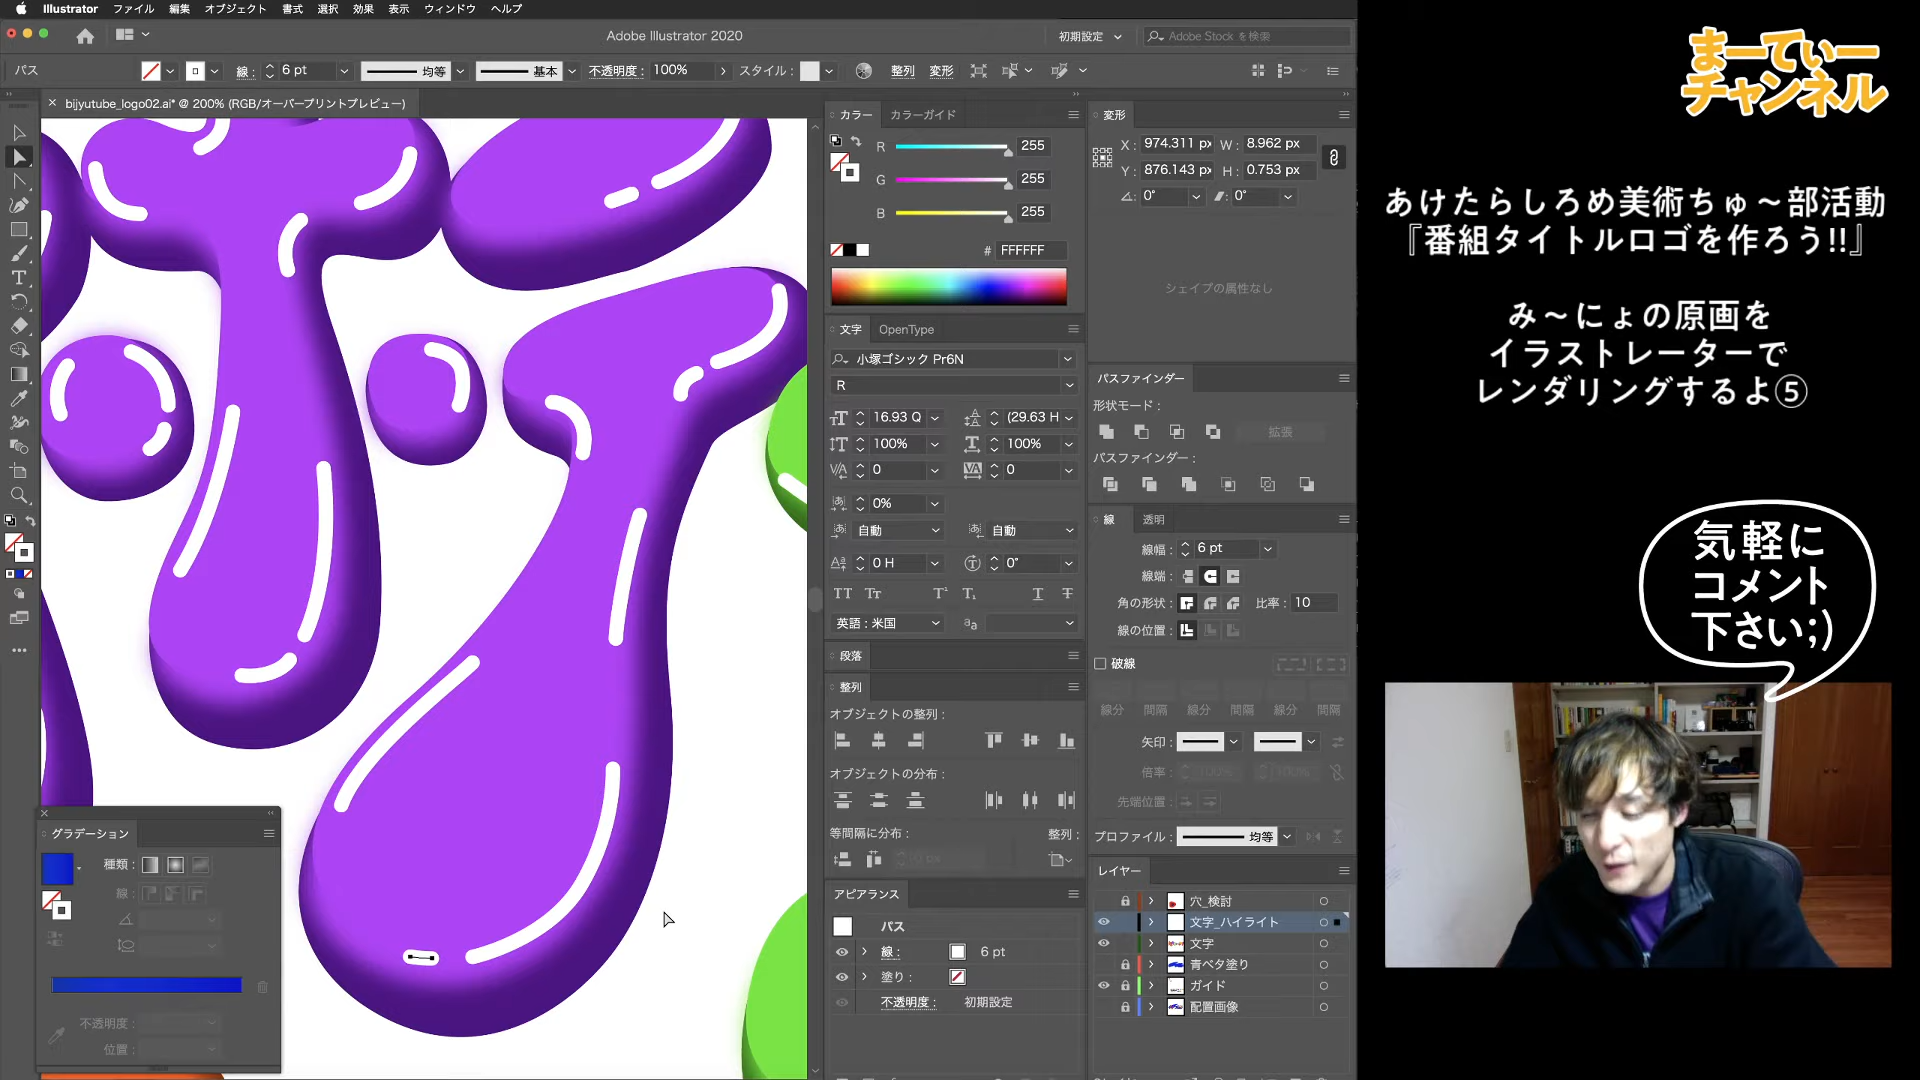 Illustrator ファイル 編集 オブジェクト 書式 選択 効果 表示 ウィンドウ ヘルプ
Adobe Illustrator 2020
初期設定
Adobe Stock を検索
パス
線 : 6 pt
均等
基本
不透明度 : 100%
スタイル :
整列
変形
× bijyutube_logo02.ai* @ 200% (RGB/オーバープリントプレビュー)
カラー カラーガイド
R 255
G 255
B 255
# FFFFFF
文字 OpenType
小塚ゴシック Pr6N
R
16.93 Q (29.63 H
100% 100%
0 0
0%
自動 自動
0 H 0°
英語 : 米国
段落
整列
オブジェクトの整列 :
オブジェクトの分布 :
等間隔に分布 : 整列 :
0 px
アピアランス
パス
線 : 6 pt
塗り :
不透明度 : 初期設定
変形
X : 974.311 px W : 8.962 px
Y : 876.143 px H : 0.753 px
0° 0°
シェイプの属性なし
パスファインダー
形状モード :
拡張
パスファインダー :
線 透明
線幅 : 6 pt
線端 :
角の形状 : 比率 : 10
線の位置 :
破線
線分 間隔 線分 間隔 線分 間隔
矢印 :
倍率 : 100% 100%
先端位置 :
プロファイル : 均等
レイヤー
穴_検討
文字_ハイライト
文字
青ベタ塗り
ガイド
配置画像
グラデーション
種類 :
線 :
不透明度 :
位置 :
まーてぃー
チャンネル
あけたらしろめ美術ちゅ～部活動
『番組タイトルロゴを作ろう!!』
み～にょの原画を
イラストレーターで
レンダリングするよ⑤
気軽に
コメント
下さい;)